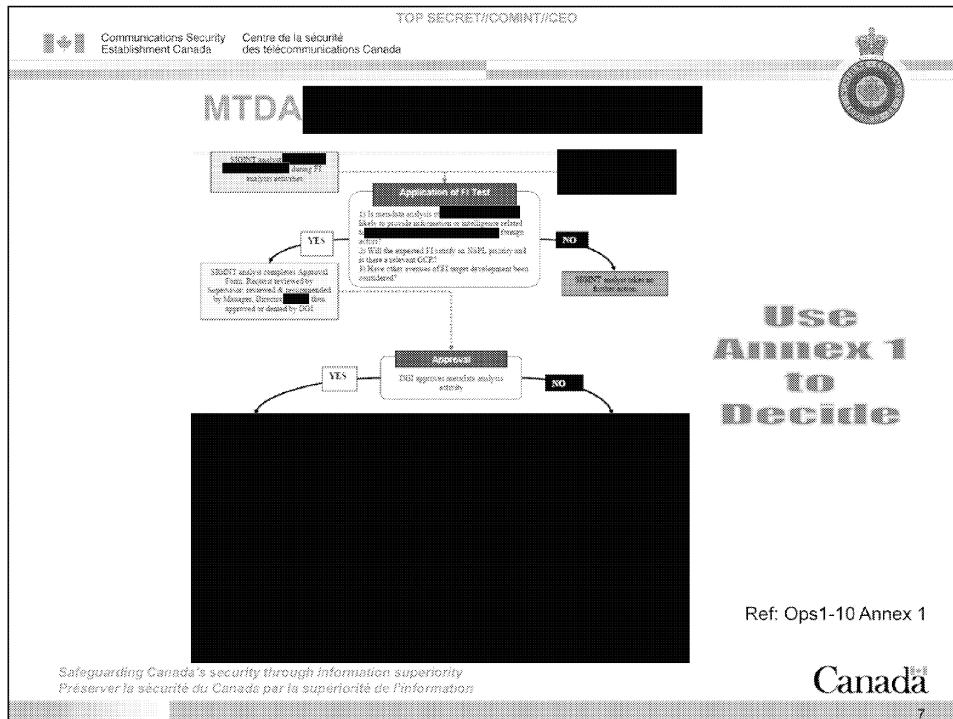 TOP SECRET//COMINT//CEO
Communications Security
Establishment Canada
Centre de la sécurité
des télécommunications Canada
MTDA
SIGINT analyst
during FI
analysis activities
Application of FI Test
1) Is metadata analysis of
likely to provide information or intelligence related
to foreign
actors?
2) Will the expected FI satisfy an NSPL priority and
is there a relevant GCR?
3) Have other avenues of FI target development been
considered?
YES
NO
SIGINT analyst completes Approval
Form. Request reviewed by
Supervisor; reviewed & recommended
by Manager, Director then
approved or denied by DGI
SIGINT analyst takes no
further action
Use
Annex 1
to
Decide
Approval
DGI approves metadata analysis
activity
YES
NO
Ref: Ops1-10 Annex 1
Safeguarding Canada's security through information superiority
Préserver la sécurité du Canada par la supériorité de l'information
Canada
7